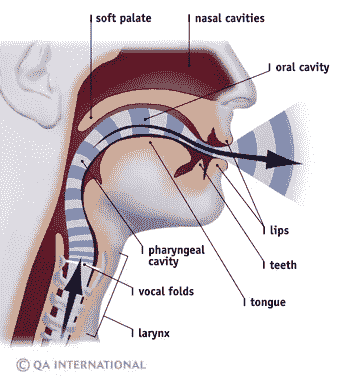 soft palate
nasal cavities
oral cavity
lips
teeth
tongue
pharyngeal
cavity
vocal folds
larynx
© QA INTERNATIONAL